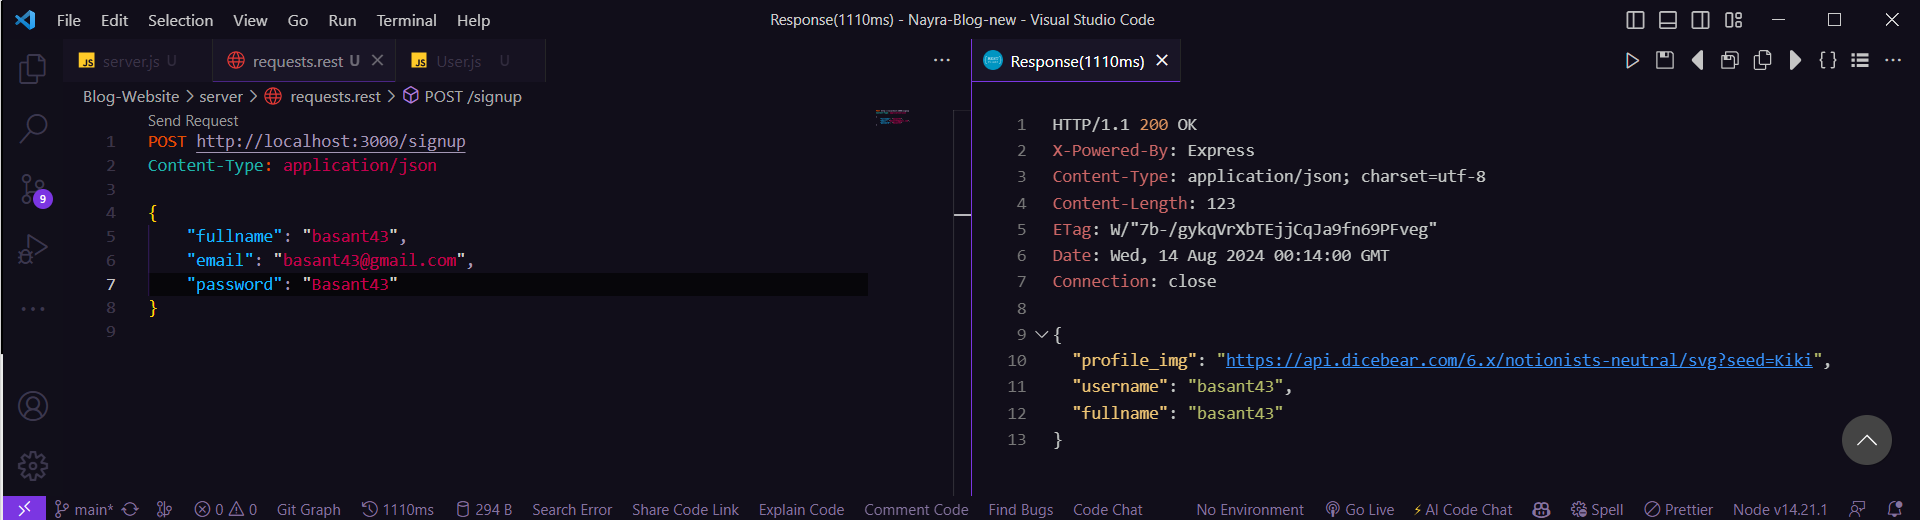 File Edit Selection View Go Run Terminal Help Response(1110ms) - Nayra-Blog-new - Visual Studio Code
JS server.js U requests.rest U JS User.js U ···
Blog-Website > server > requests.rest > POST /signup
Send Request
1 POST http://localhost:3000/signup
2 Content-Type: application/json
3
4 {
5 "fullname": "basant43",
6 "email": "basant43@gmail.com",
7 "password": "Basant43"
8 }
9
9
Response(1110ms)
1 HTTP/1.1 200 OK
2 X-Powered-By: Express
3 Content-Type: application/json; charset=utf-8
4 Content-Length: 123
5 ETag: W/"7b-/gykqVrXbTEjjCqJa9fn69PFveg"
6 Date: Wed, 14 Aug 2024 00:14:00 GMT
7 Connection: close
8
9 {
10 "profile_img": "https://api.dicebear.com/6.x/notionists-neutral/svg?seed=Kiki",
11 "username": "basant43",
12 "fullname": "basant43"
13 }
main* 0 0 Git Graph 1110ms 294 B Search Error Share Code Link Explain Code Comment Code Find Bugs Code Chat No Environment Go Live AI Code Chat Spell Prettier Node v14.21.1